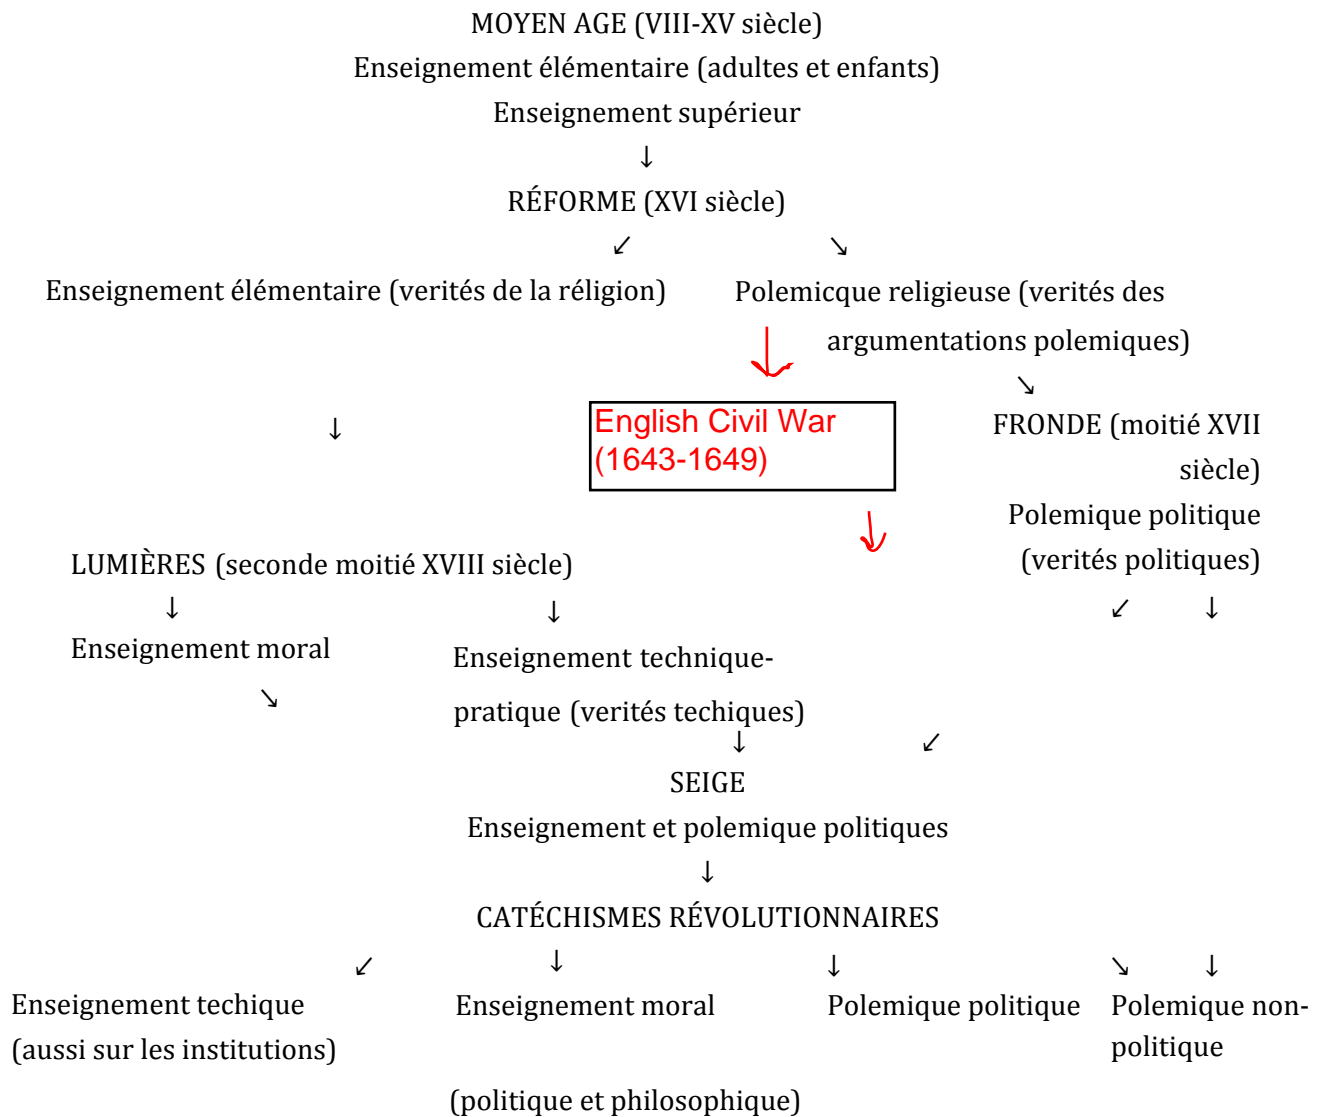 MOYEN AGE (VIII-XV siècle)
Enseignement élémentaire (adultes et enfants)
Enseignement supérieur
↓
RÉFORME (XVI siècle)
↙ ↘
Enseignement élémentaire (verités de la réligion)
Polemicque religieuse (verités des
argumentations polemiques)
↓
↘
↓
English Civil War
(1643-1649)
FRONDE (moitié XVII
siècle)
Polemique politique
(verités politiques)
↓
LUMIÈRES (seconde moitié XVIII siècle)
↓ ↓ ↙ ↓
Enseignement moral
Enseignement technique-
pratique (verités techiques)
↘
↓ ↙
SEIGE
Enseignement et polemique politiques
↓
CATÉCHISMES RÉVOLUTIONNAIRES
↙ ↓ ↓ ↘ ↓
Enseignement techique
(aussi sur les institutions)
Enseignement moral
(politique et philosophique)
Polemique politique
Polemique non-
politique